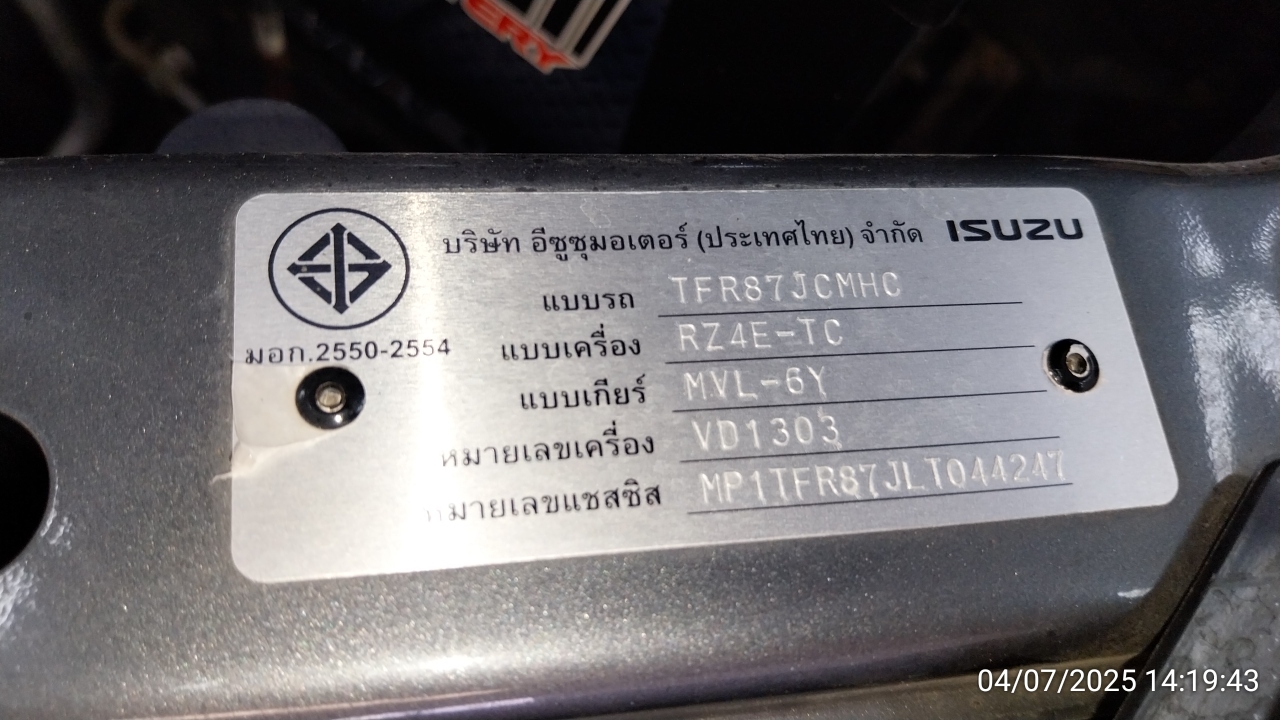 ERY
บริษัท อีซูซุมอเตอร์ (ประเทศไทย) จำกัด ISUZU
แบบรถ TFR87JCMHC
มอก.2550-2554
แบบเครื่อง RZ4E-TC
แบบเกียร์ MVL-6Y
หมายเลขเครื่อง VD1303
หมายเลขแชสซิส MP1TFR87JLT044247
04/07/2025 14:19:43